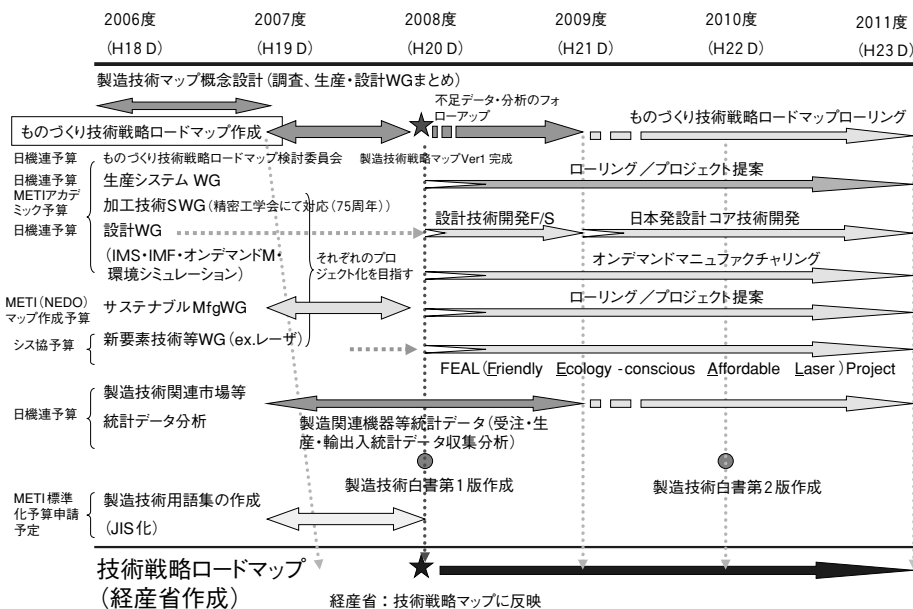 2006度 2007度 2008度 2009度 2010度 2011度
(H18 D) (H19 D) (H20 D) (H21 D) (H22 D) (H23 D)
製造技術マップ概念設計(調査、生産・設計WGまとめ)
不足データ・分析のフォ
ローアップ
ものづくり技術戦略ロードマップ作成
ものづくり技術戦略ロードマップローリング
日機連予算 ものづくり技術戦略ロードマップ検討委員会 製造技術戦略マップVer1 完成
日機連予算 生産システム WG
ローリング/プロジェクト提案
METIアカデ
ミック予算
加工技術SWG(精密工学会にて対応(75周年))
日機連予算 設計WG
設計技術開発F/S 日本発設計コア技術開発
(IMS・IMF・オンデマンドM・
環境シミュレーション)
それぞれのプロ
ジェクト化を目指す
オンデマンドマニュファクチャリング
METI(NEDO)
マップ作成予算
サステナブルMfgWG
ローリング/プロジェクト提案
シス協予算 新要素技術等WG(ex.レーザ)
FEAL(Friendly Ecology -conscious Affordable Laser)Project
日機連予算
製造技術関連市場等
統計データ分析
製造関連機器等統計データ(受注・生
産・輸出入統計データ収集分析)
製造技術白書第1版作成 製造技術白書第2版作成
METI標準
化予算申請
予定
製造技術用語集の作成
(JIS化)
技術戦略ロードマップ
(経産省作成)
経産省:技術戦略マップに反映